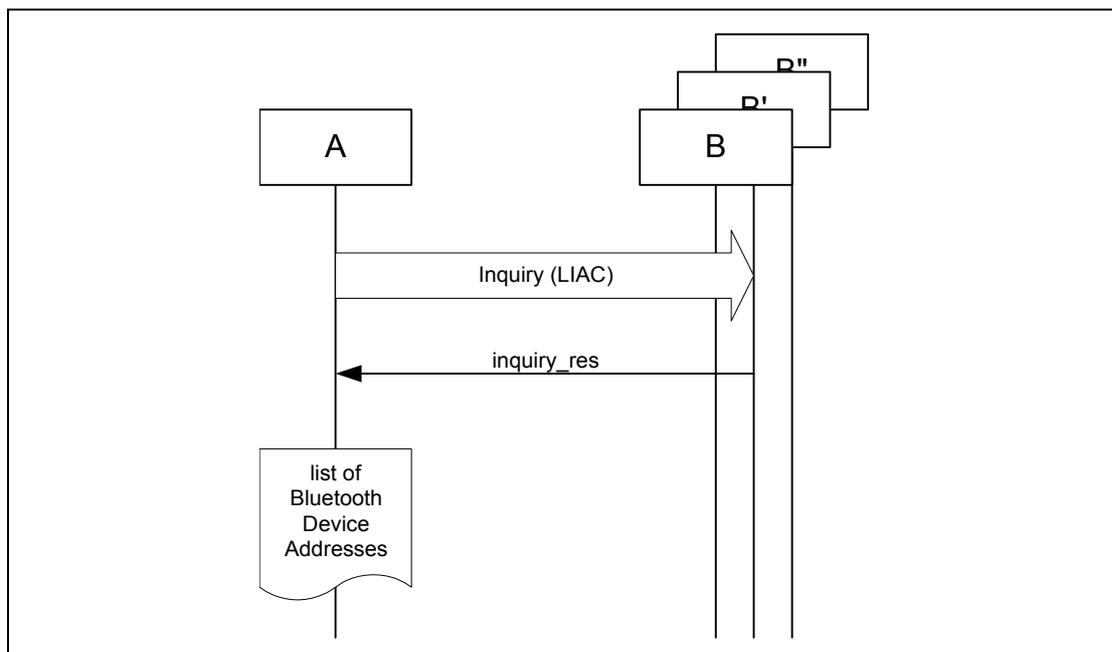 B"
B'
A
B
Inquiry (LIAC)
inquiry_res
list of
Bluetooth
Device
Addresses